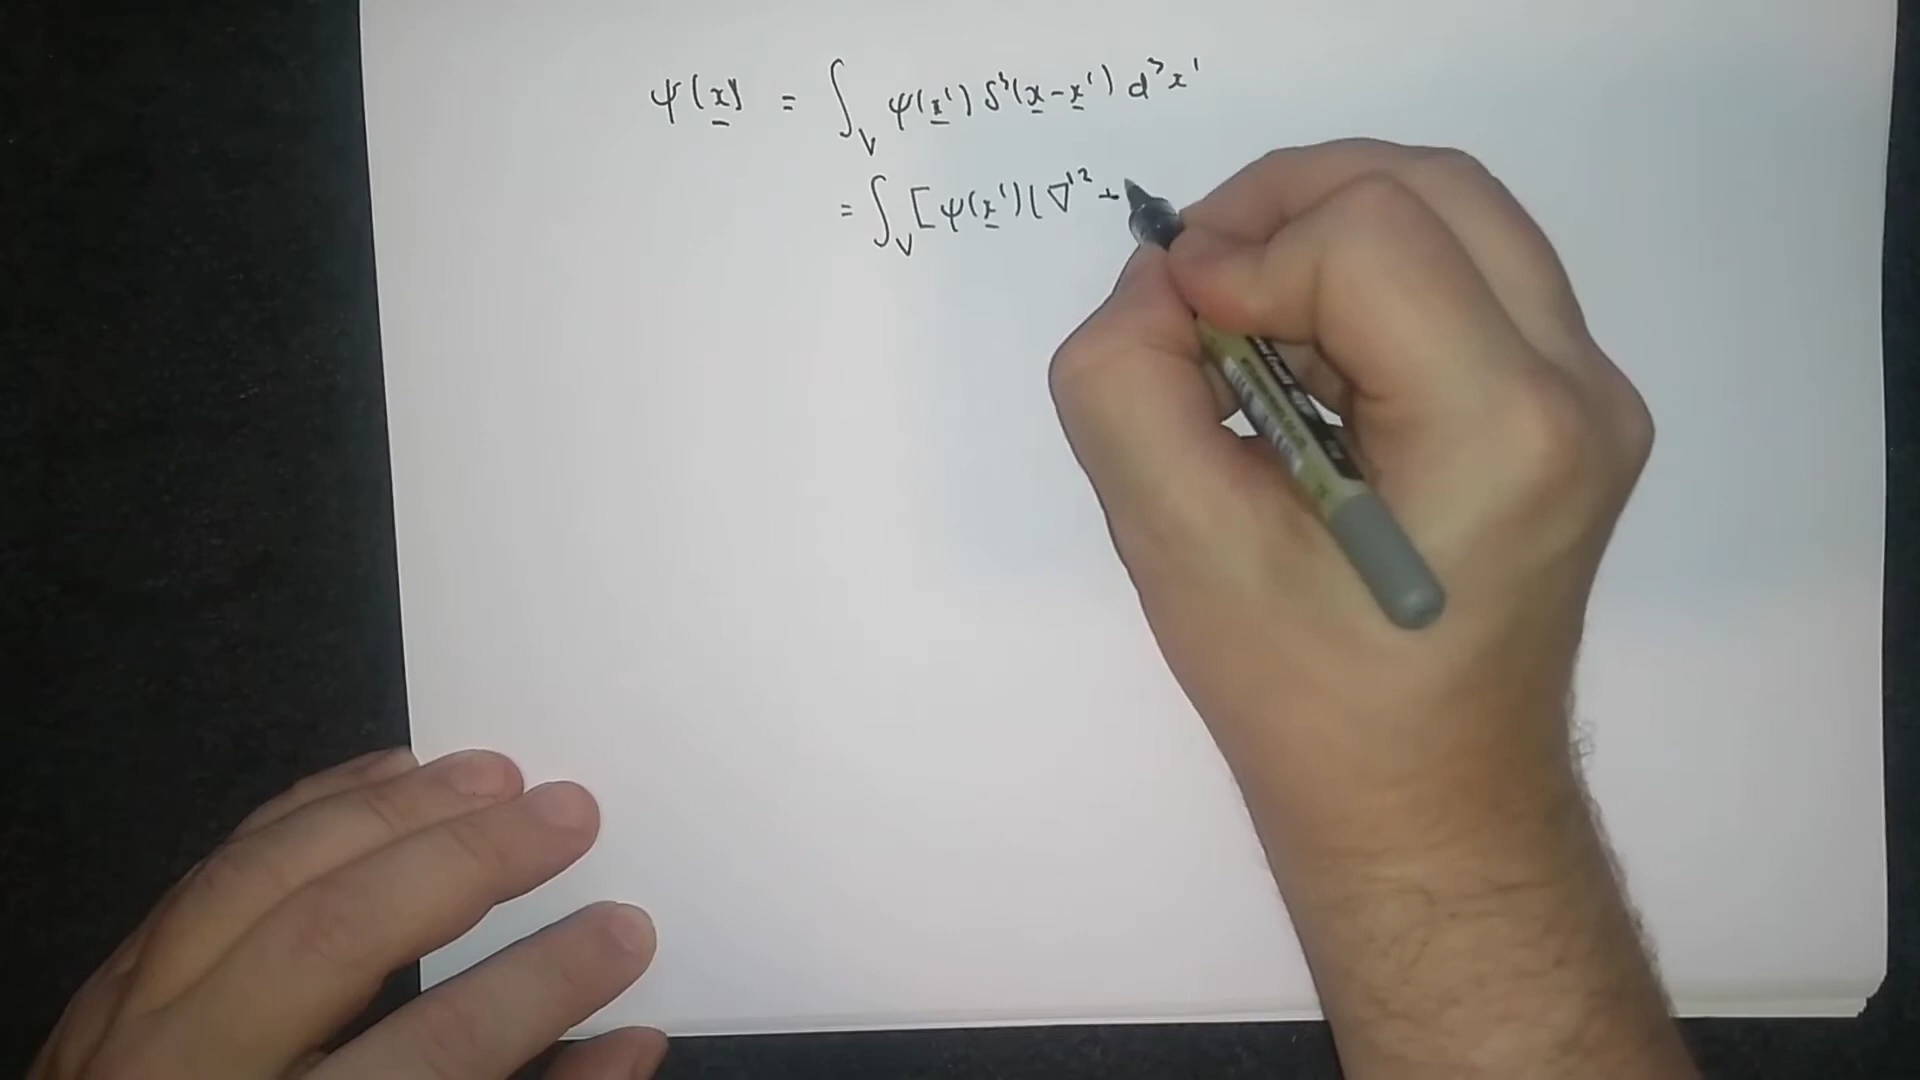 ψ(x) = ∫_V ψ(x') δ³(x - x') d³x'
= ∫_V [ψ(x')(∇'² +